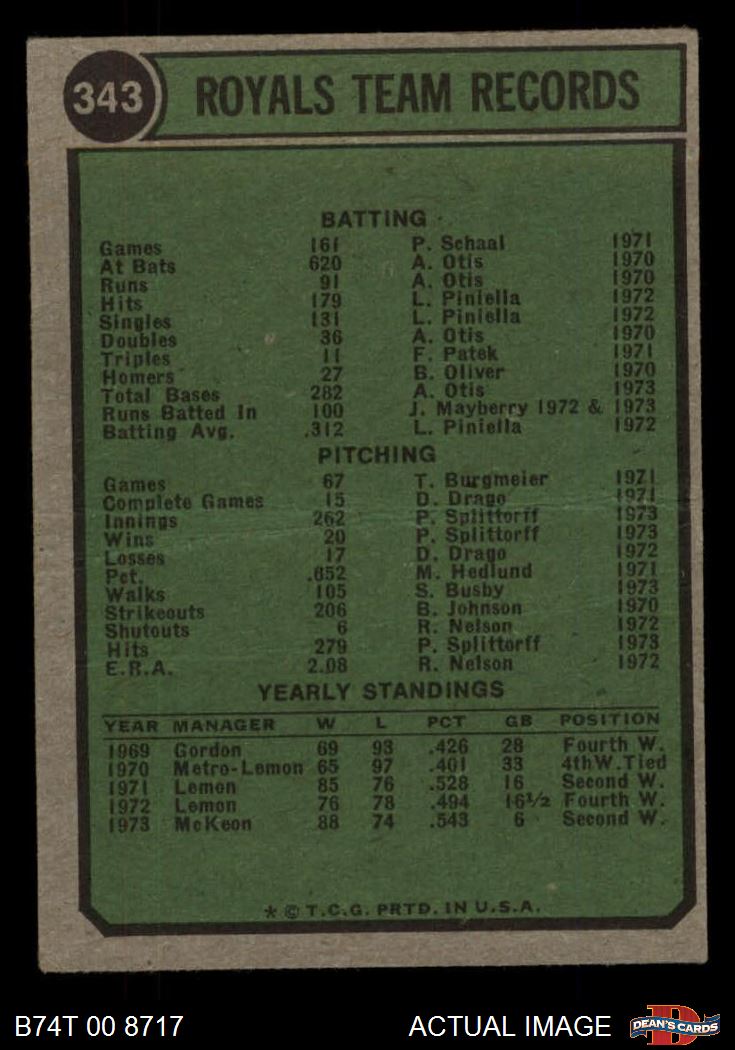 343 ROYALS TEAM RECORDS
BATTING
Games 161 P. Schaal 1971
At Bats 620 A. Otis 1970
Runs 91 A. Otis 1970
Hits 179 L. Piniella 1972
Singles 131 L. Piniella 1972
Doubles 36 A. Otis 1970
Triples 11 F. Patek 1971
Homers 27 B. Oliver 1970
Total Bases 282 A. Otis 1973
Runs Batted In 100 J. Mayberry 1972 & 1973
Batting Avg. .312 L. Piniella 1972
PITCHING
Games 67 T. Burgmeier 1971
Complete Games 15 D. Drago 1971
Innings 262 P. Splittorff 1973
Wins 20 P. Splittorff 1973
Losses 17 D. Drago 1972
Pct. .652 M. Hedlund 1971
Walks 105 S. Busby 1973
Strikeouts 206 B. Johnson 1970
Shutouts 6 R. Nelson 1972
Hits 279 P. Splittorff 1973
E.R.A. 2.08 R. Nelson 1972
YEARLY STANDINGS
YEAR MANAGER W L PCT GB POSITION
1969 Gordon 69 93 .426 28 Fourth W.
1970 Metro-Lemon 65 97 .401 33 4thW.Tied
1971 Lemon 85 76 .528 16 Second W.
1972 Lemon 76 78 .494 16½ Fourth W.
1973 McKeon 88 74 .543 6 Second W.
* © T.C.G. PRTD. IN U.S.A.
B74T 00 8717 ACTUAL IMAGE DEAN'S CARDS